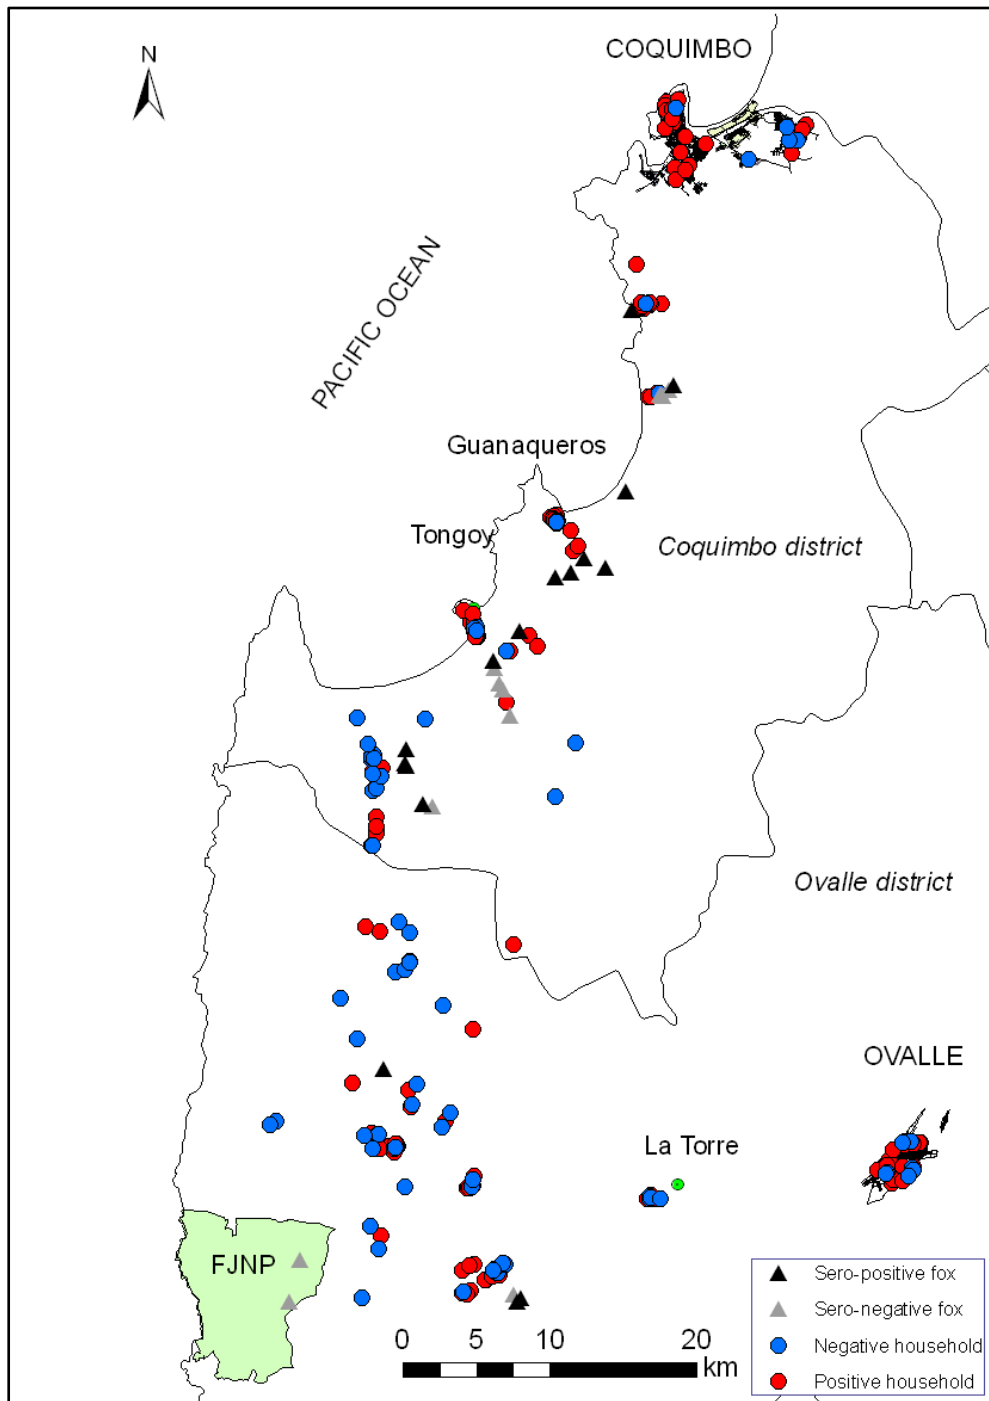 COQUIMBO
N
PACIFIC OCEAN
Guanaqueros
Tongoy
Coquimbo district
Ovalle district
OVALLE
La Torre
FJNP
Sero-positive fox
Sero-negative fox
Negative household
Positive household
0 5 10 20
km